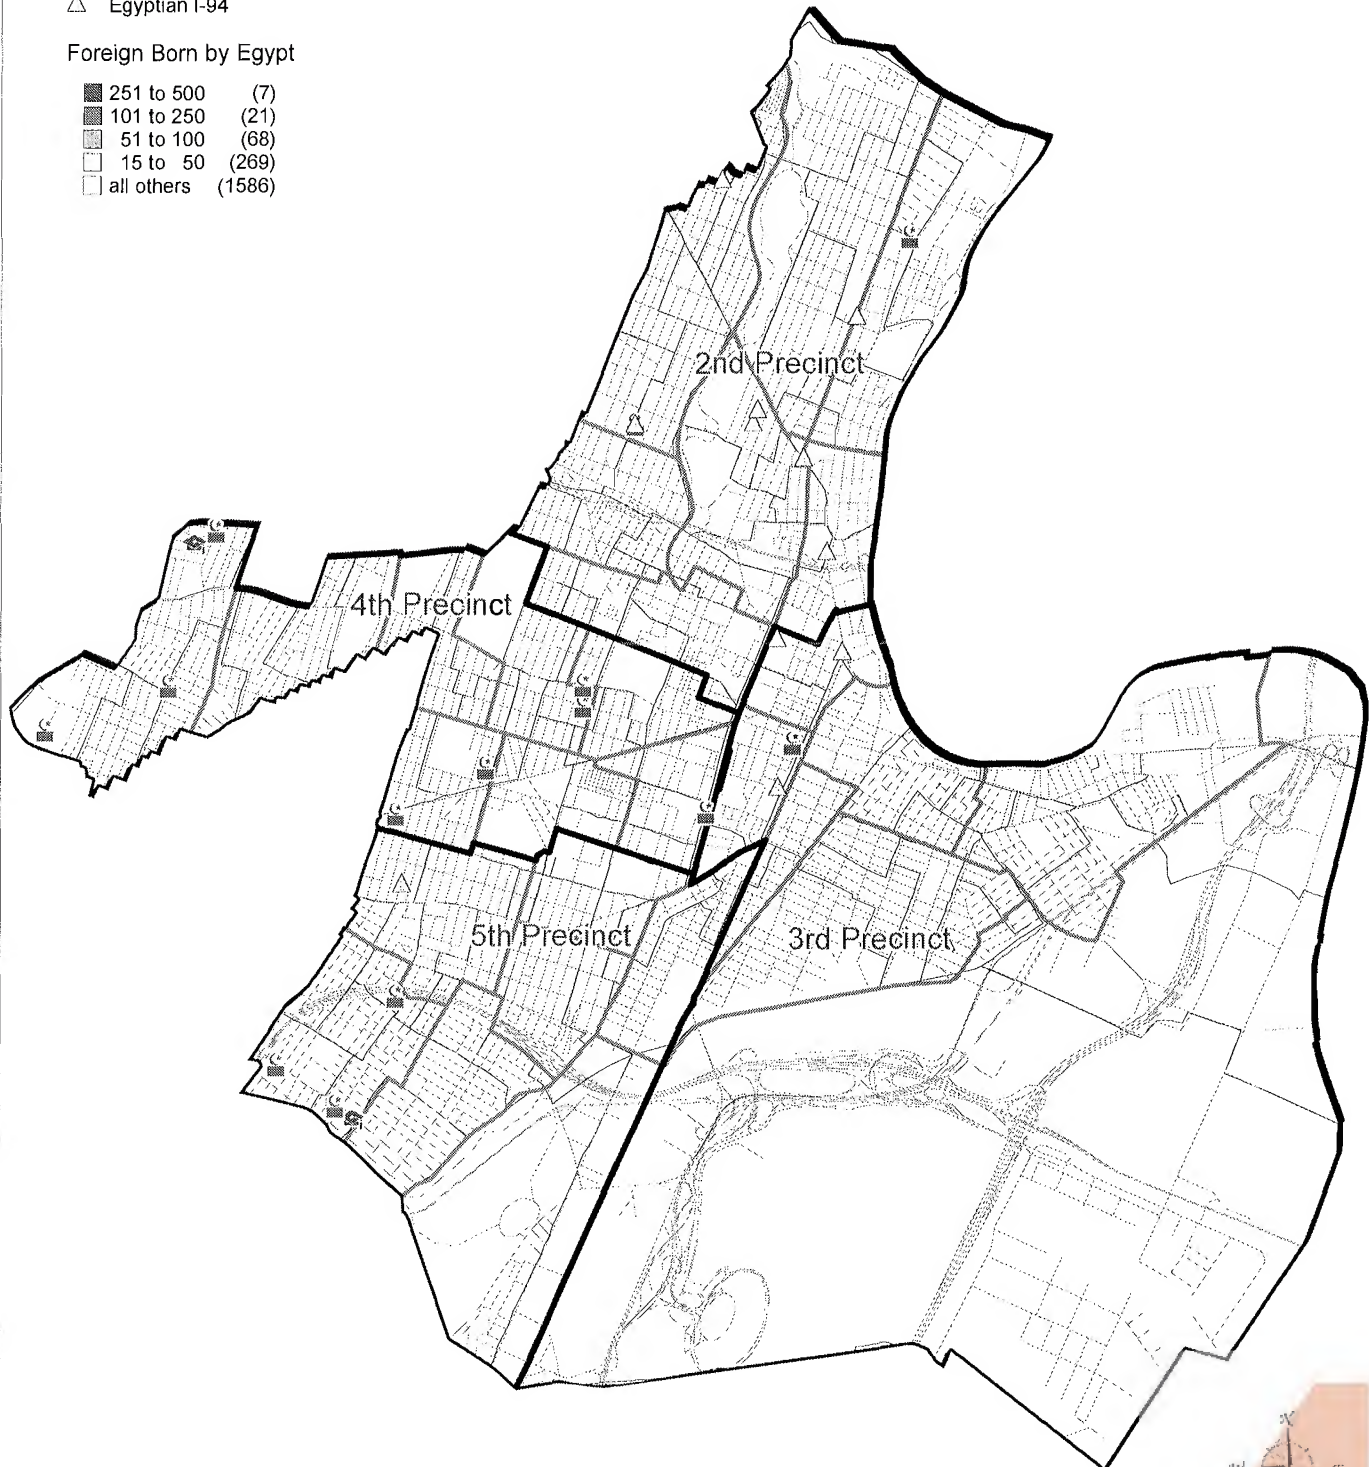 △ Egyptian I-94
Foreign Born by Egypt
251 to 500 (7)
101 to 250 (21)
51 to 100 (68)
15 to 50 (269)
all others (1586)
2nd Precinct
4th Precinct
5th Precinct
3rd Precinct
N